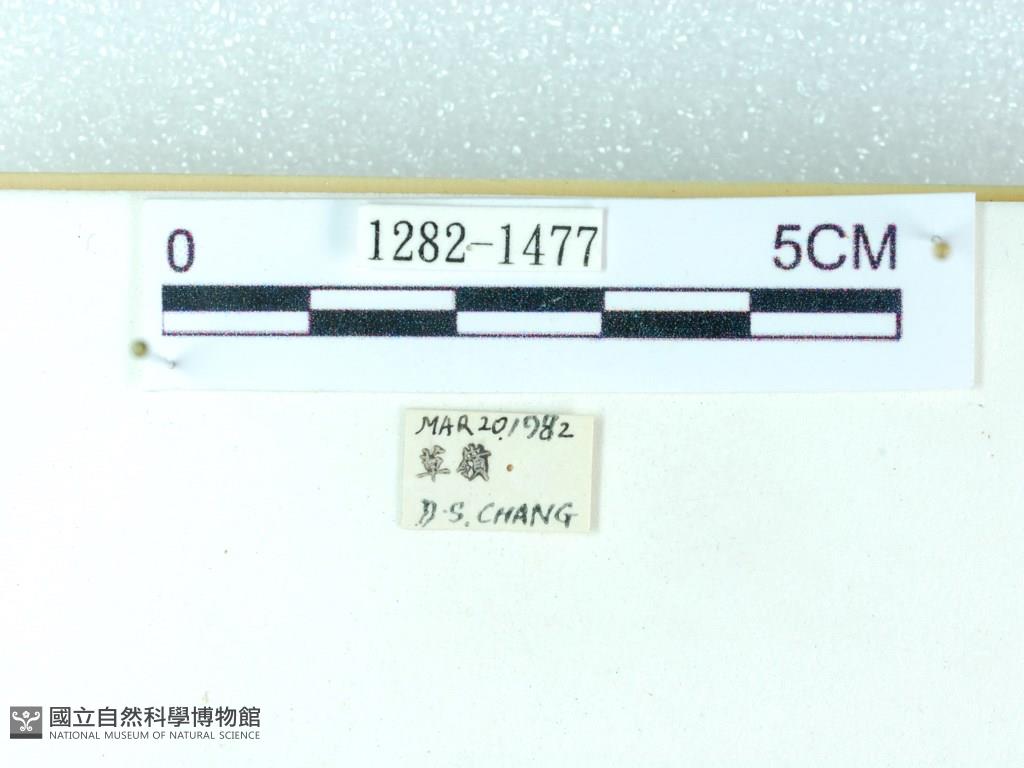 0 1282-1477 5CM
MAR 20.1982
草嶺
B.S. CHANG
國立自然科學博物館
NATIONAL MUSEUM OF NATURAL SCIENCE